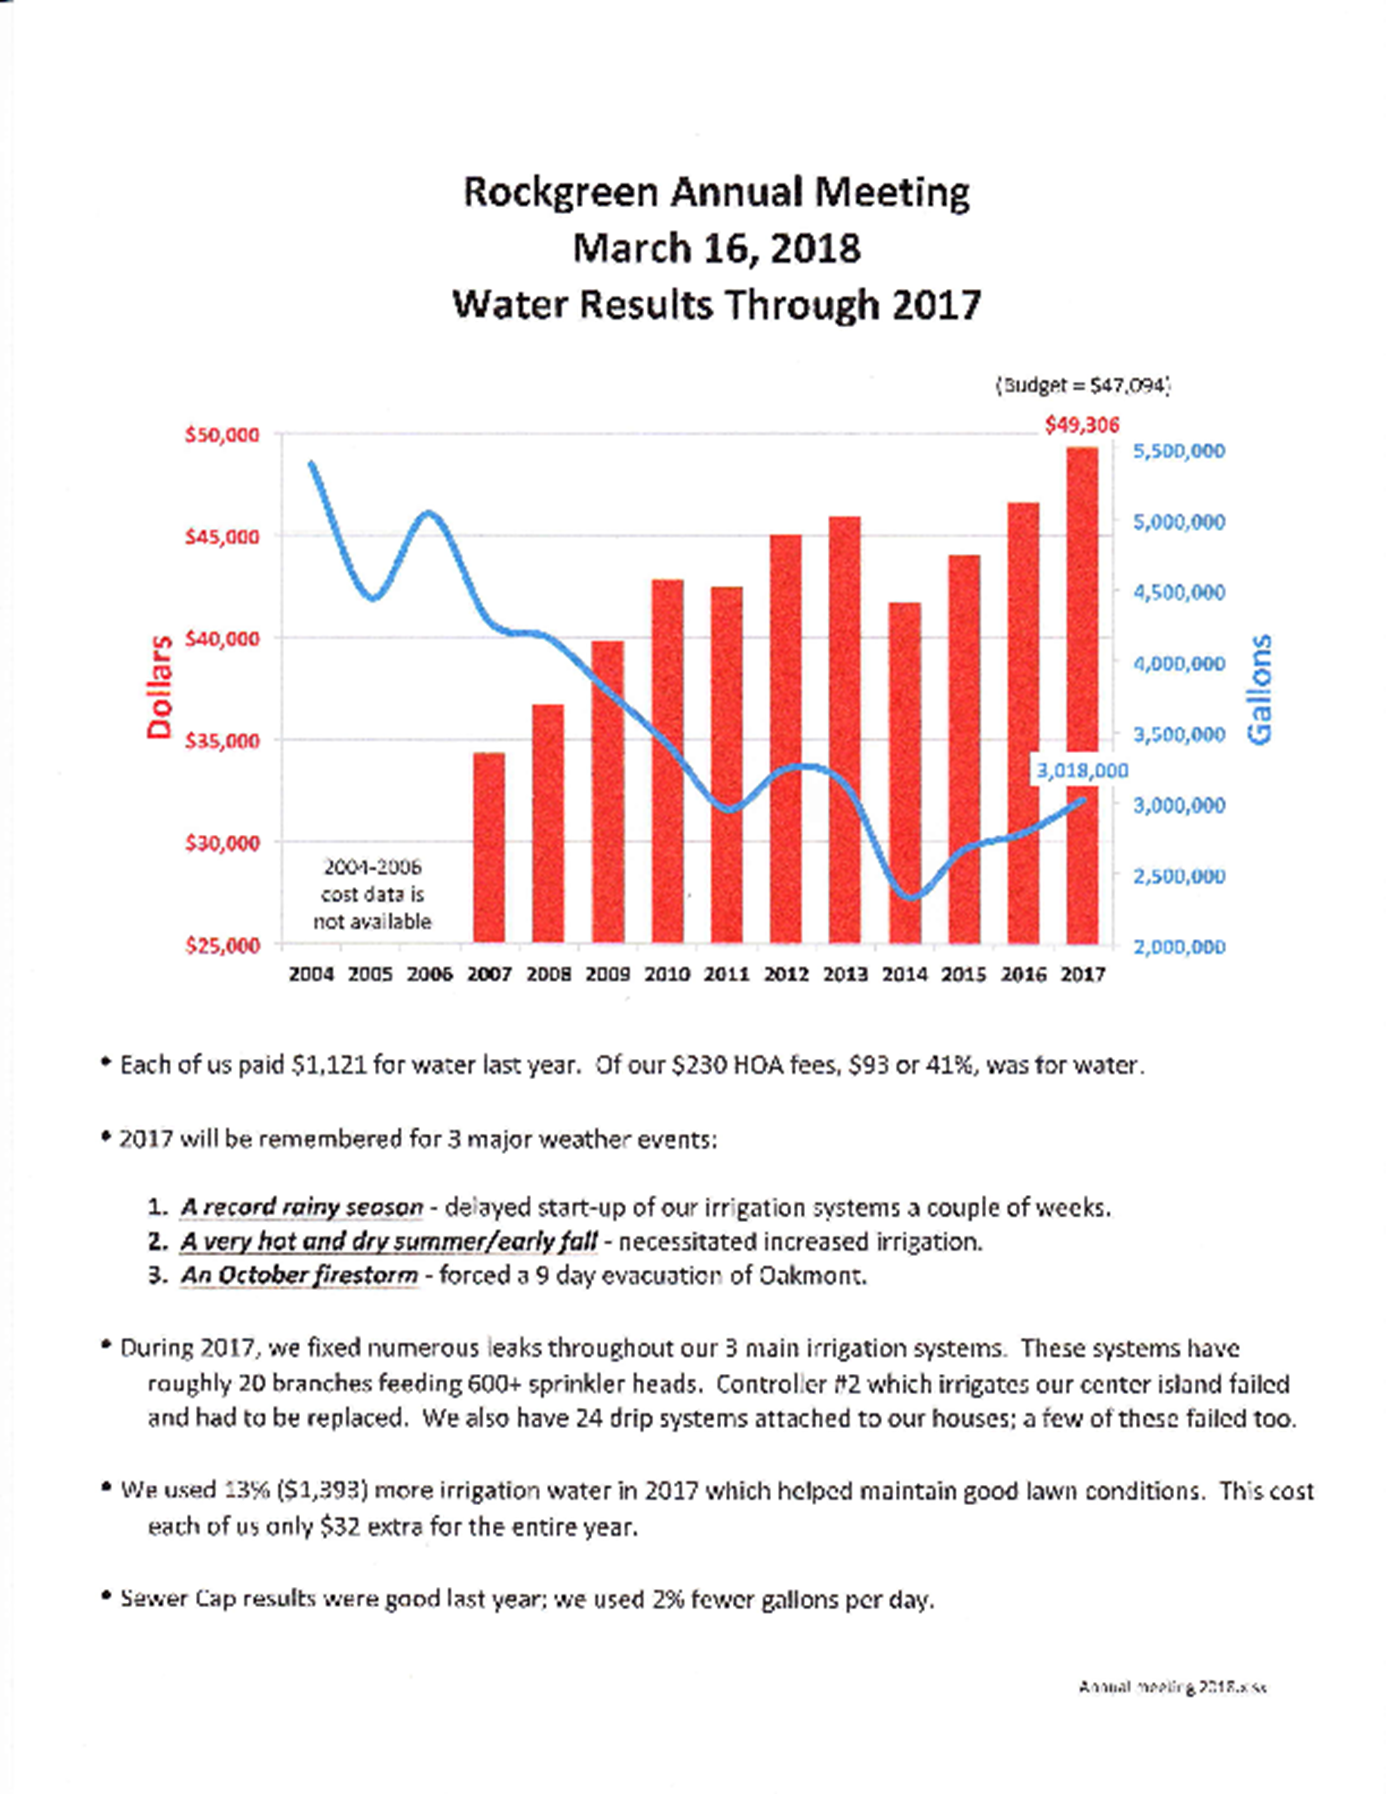 Rockgreen Annual Meeting
March 16, 2018
Water Results Through 2017
(Budget = $47,094)
$49,306
$50,000
$45,000
$40,000
$35,000
$30,000
$25,000
Dollars
5,500,000
5,000,000
4,500,000
4,000,000
3,500,000
3,000,000
2,500,000
2,000,000
Gallons
3,018,000
2004-2006
cost data is
not available
2004 2005 2006 2007 2008 2009 2010 2011 2012 2013 2014 2015 2016 2017
• Each of us paid $1,121 for water last year. Of our $230 HOA fees, $93 or 41%, was for water.
• 2017 will be remembered for 3 major weather events:
1. A record rainy season - delayed start-up of our irrigation systems a couple of weeks.
2. A very hot and dry summer/early fall - necessitated increased irrigation.
3. An October firestorm - forced a 9 day evacuation of Oakmont.
• During 2017, we fixed numerous leaks throughout our 3 main irrigation systems. These systems have
roughly 20 branches feeding 600+ sprinkler heads. Controller #2 which irrigates our center island failed
and had to be replaced. We also have 24 drip systems attached to our houses; a few of these failed too.
• We used 13% ($1,393) more irrigation water in 2017 which helped maintain good lawn conditions. This cost
each of us only $32 extra for the entire year.
• Sewer Cap results were good last year; we used 2% fewer gallons per day.
Annual meeting 2018.xlsx